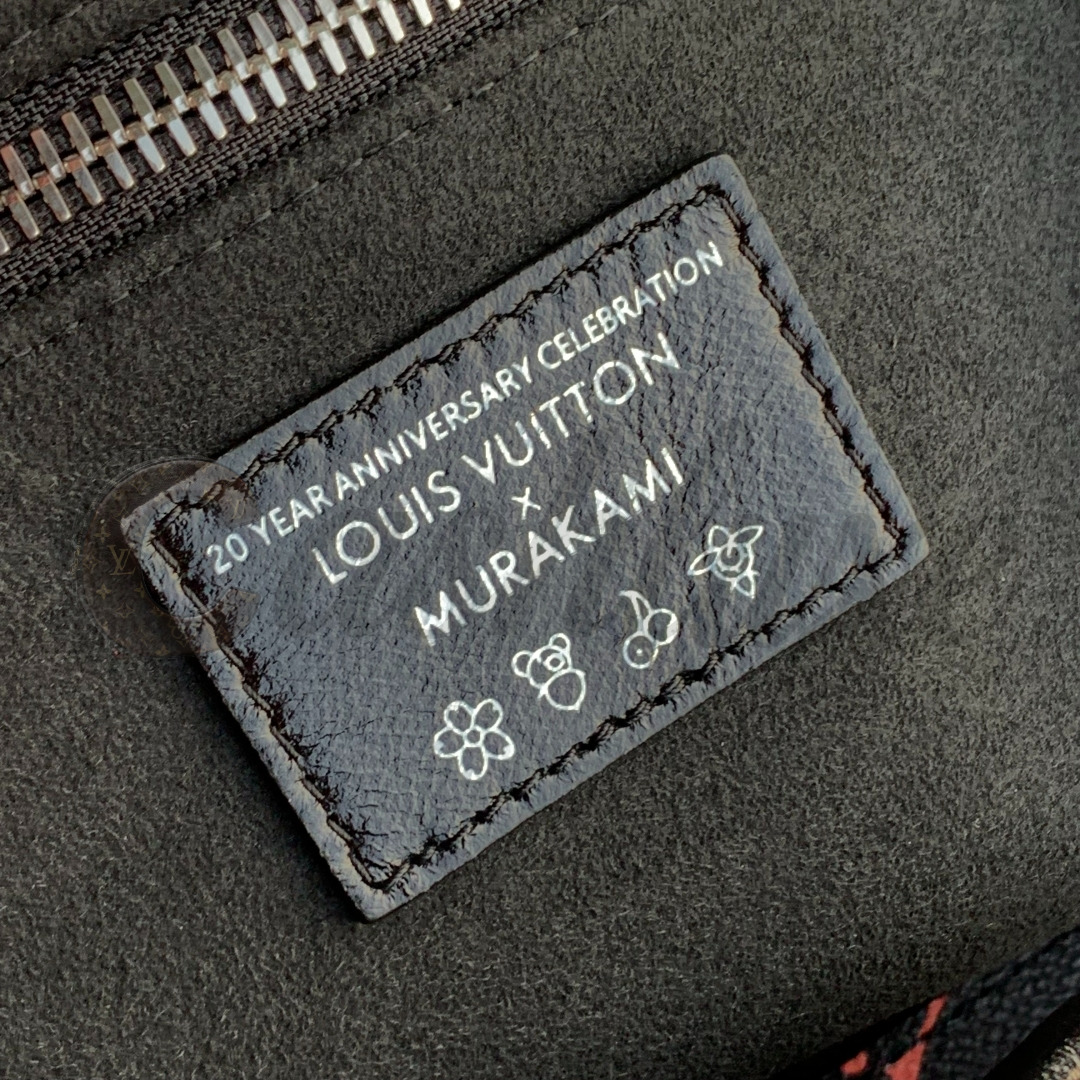 20 YEAR ANNIVERSARY CELEBRATION
LOUIS VUITTON
X
MURAKAMI